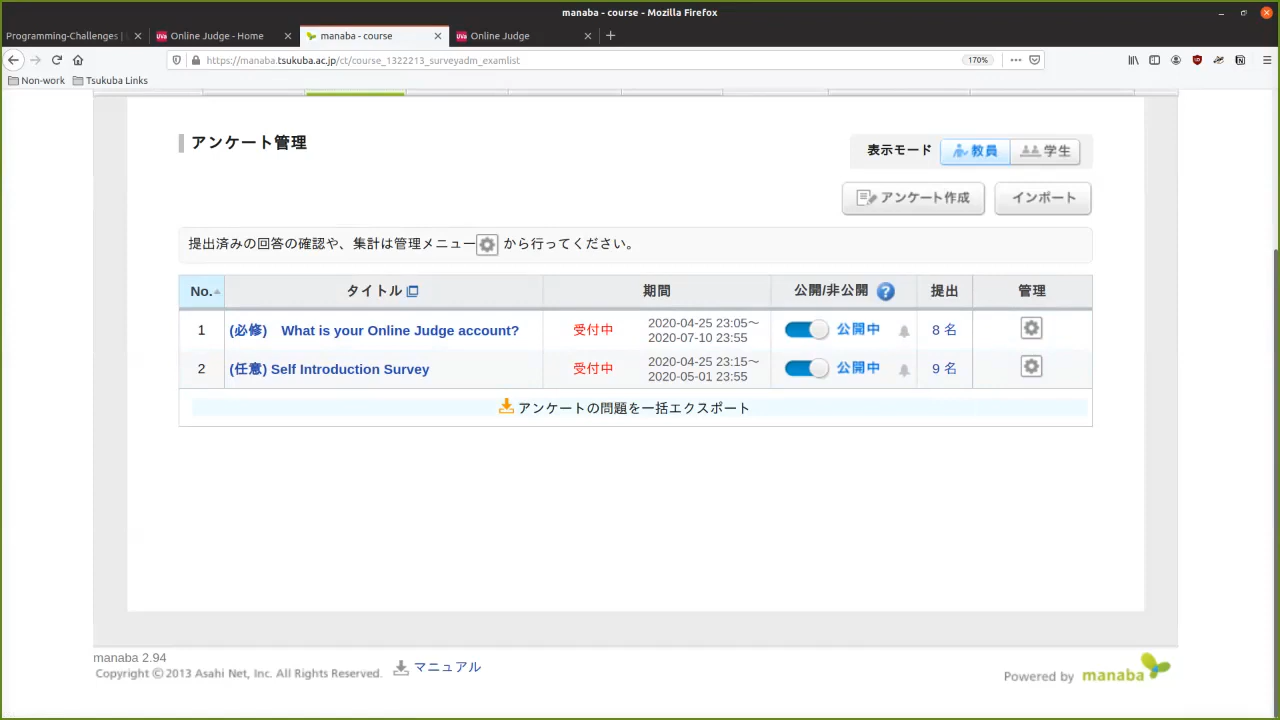 manaba - course - Mozilla Firefox
Programming-Challenges |
Online Judge - Home
manaba - course
Online Judge
https://manaba.tsukuba.ac.jp/ct/course_1322213_surveyadm_examlist
170%
Non-work
Tsukuba Links
アンケート管理
表示モード 教員 学生
アンケート作成 インポート
提出済みの回答の確認や、集計は管理メニュー から行ってください。
No. タイトル 期間 公開/非公開 ? 提出 管理
1 (必修)　What is your Online Judge account? 受付中 2020-04-25 23:05～ 公開中 8 名
2020-07-10 23:55
2 (任意) Self Introduction Survey 受付中 2020-04-25 23:15～ 公開中 9 名
2020-05-01 23:55
アンケートの問題を一括エクスポート
manaba 2.94
Copyright © 2013 Asahi Net, Inc. All Rights Reserved. マニュアル
Powered by manaba